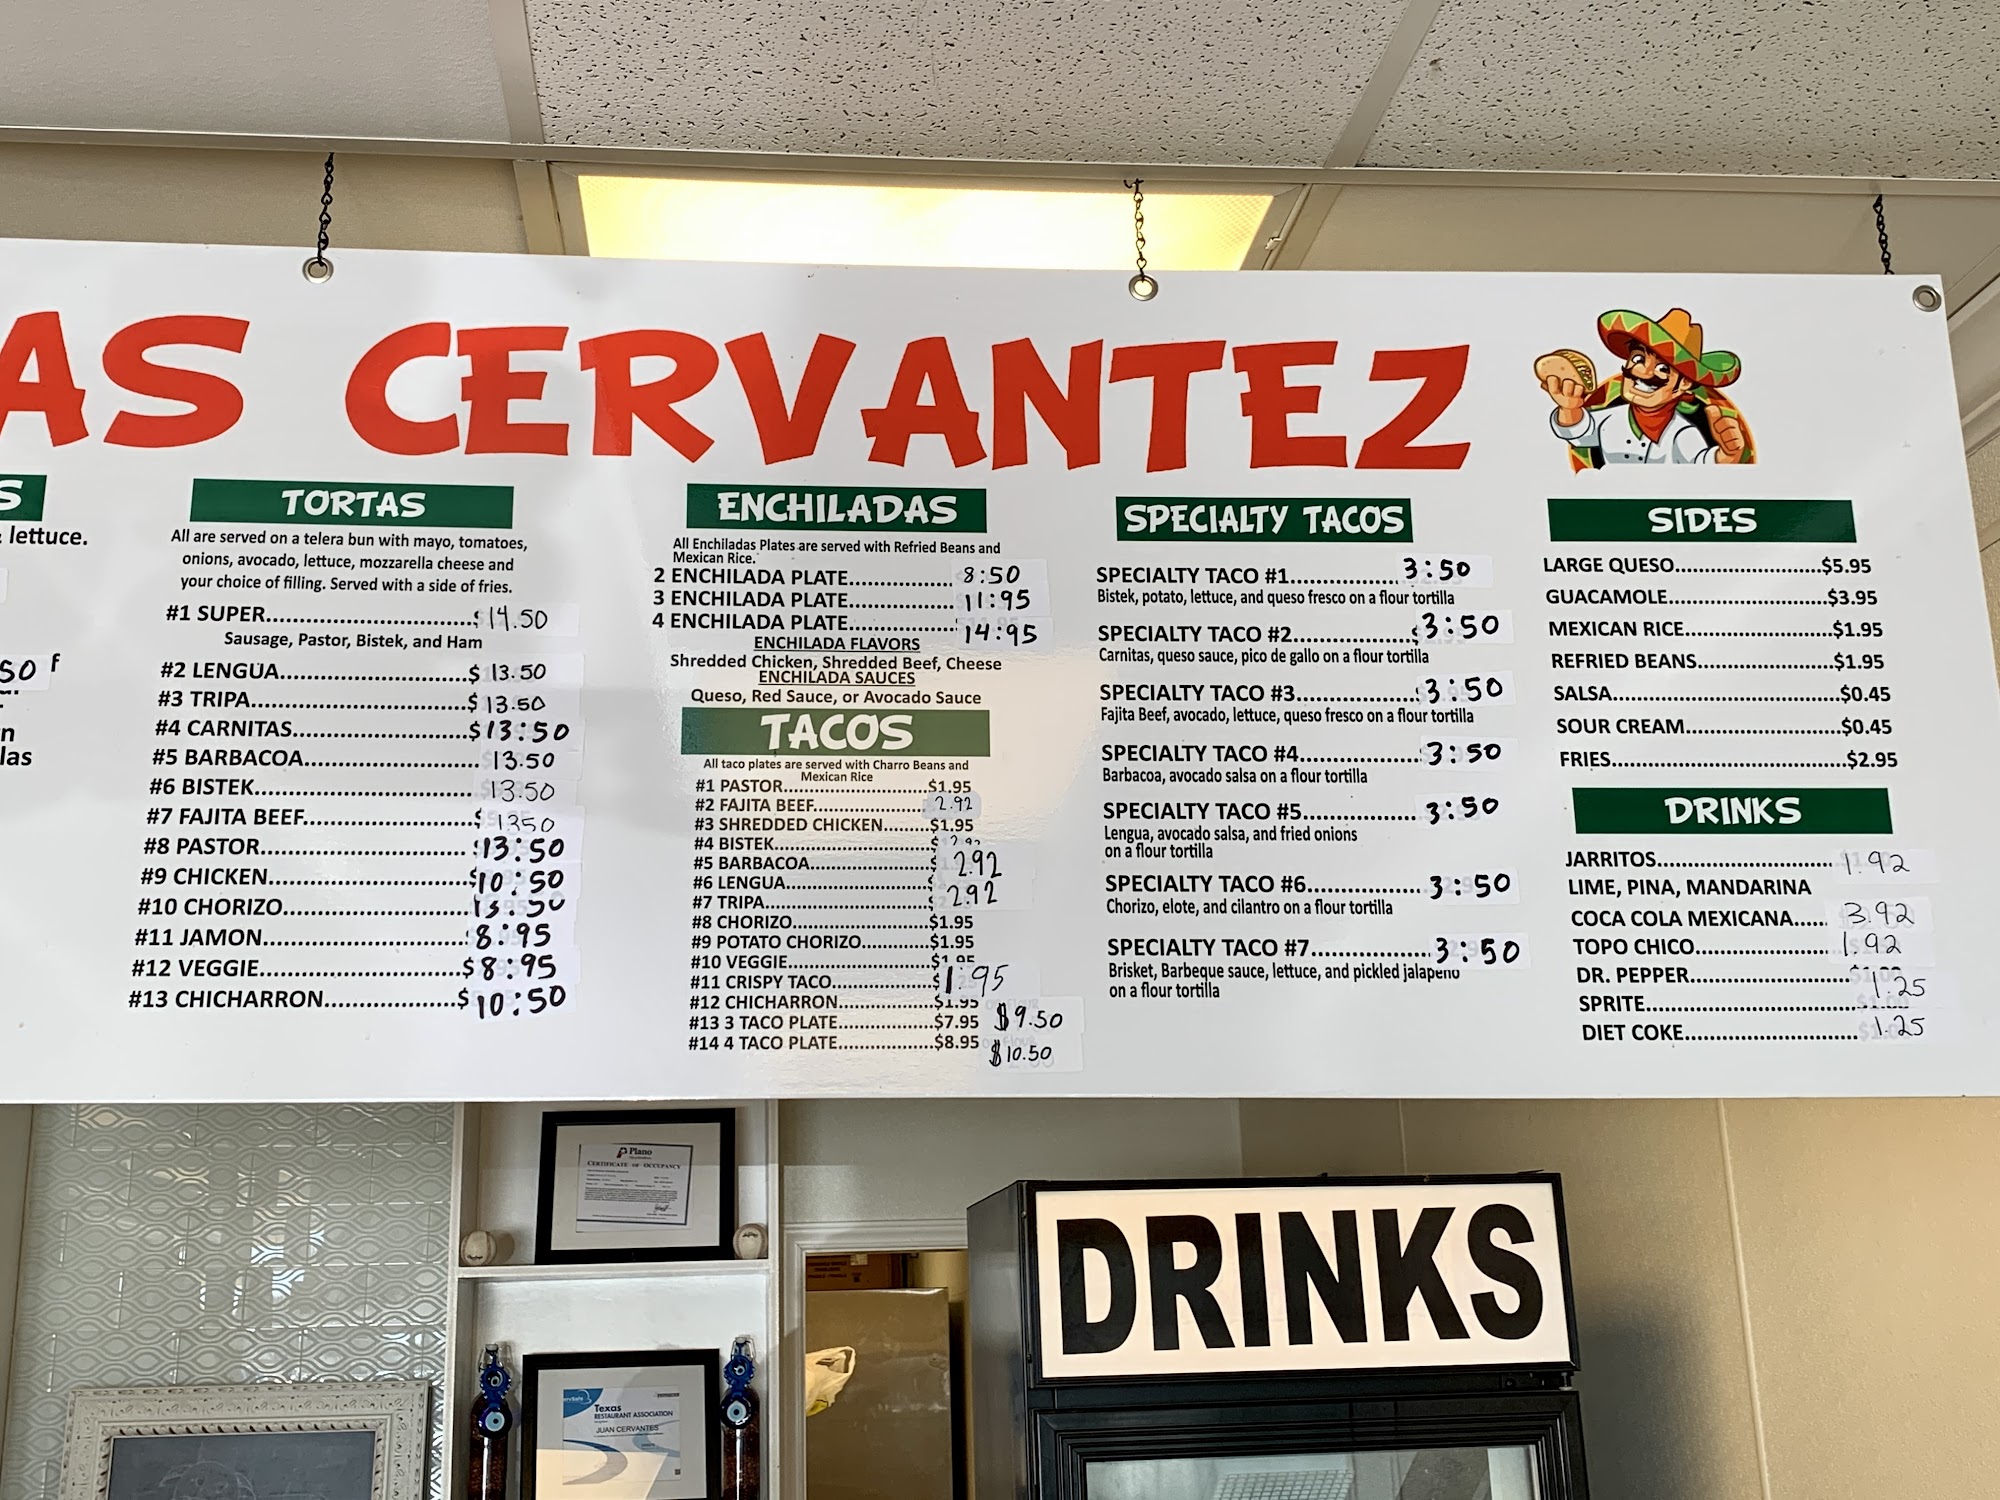 AS CERVANTEZ
S
lettuce.
50 f
n
las
TORTAS
All are served on a telera bun with mayo, tomatoes,
onions, avocado, lettuce, mozzarella cheese and
your choice of filling. Served with a side of fries.
#1 SUPER.......................... $14.50
Sausage, Pastor, Bistek, and Ham
#2 LENGUA.......................... $ 13.50
#3 TRIPA.......................... $ 13.50
#4 CARNITAS.......................... $13:50
#5 BARBACOA.......................... 13.50
#6 BISTEK.......................... 13.50
#7 FAJITA BEEF.......................... $ 1350
#8 PASTOR.......................... $13:50
#9 CHICKEN.......................... $10:50
#10 CHORIZO.......................... 13:50
#11 JAMON.......................... $8:95
#12 VEGGIE.......................... $8:95
#13 CHICHARRON.......................... $10:50
ENCHILADAS
All Enchiladas Plates are served with Refried Beans and
Mexican Rice.
2 ENCHILADA PLATE................ 8:50
3 ENCHILADA PLATE................ 11:95
4 ENCHILADA PLATE................ 14:95
ENCHILADA FLAVORS
Shredded Chicken, Shredded Beef, Cheese
ENCHILADA SAUCES
Queso, Red Sauce, or Avocado Sauce
TACOS
All taco plates are served with Charro Beans and
Mexican Rice
#1 PASTOR......................$1.95
#2 FAJITA BEEF................. 2.92
#3 SHREDDED CHICKEN.........$1.95
#4 BISTEK......................$ 2.92
#5 BARBACOA.................$ 2.92
#6 LENGUA......................$ 2.92
#7 TRIPA......................$
#8 CHORIZO......................$1.95
#9 POTATO CHORIZO.............$1.95
#10 VEGGIE......................$1.95
#11 CRISPY TACO.................$1.95
#12 CHICHARRON.................$1.95
#13 3 TACO PLATE.................$7.95 $9.50
#14 4 TACO PLATE.................$8.95 $10.50
SPECIALTY TACOS
SPECIALTY TACO #1................ 3:50
Bistek, potato, lettuce, and queso fresco on a flour tortilla
SPECIALTY TACO #2................$3:50
Carnitas, queso sauce, pico de gallo on a flour tortilla
SPECIALTY TACO #3................ 3:50
Fajita Beef, avocado, lettuce, queso fresco on a flour tortilla
SPECIALTY TACO #4................ 3:50
Barbacoa, avocado salsa on a flour tortilla
SPECIALTY TACO #5................ 3:50
Lengua, avocado salsa, and fried onions
on a flour tortilla
SPECIALTY TACO #6................ 3:50
Chorizo, elote, and cilantro on a flour tortilla
SPECIALTY TACO #7................ 3:50
Brisket, Barbeque sauce, lettuce, and pickled jalapeno
on a flour tortilla
SIDES
LARGE QUESO......................$5.95
GUACAMOLE......................$3.95
MEXICAN RICE......................$1.95
REFRIED BEANS......................$1.95
SALSA......................$0.45
SOUR CREAM......................$0.45
FRIES......................$2.95
DRINKS
JARRITOS...................... 1.92
LIME, PINA, MANDARINA
COCA COLA MEXICANA..... 3.92
TOPO CHICO.................. 1.92
DR. PEPPER.................. 1.25
SPRITE......................
DIET COKE.................. 1.25
Plano
CERTIFICATE OF OCCUPANCY
DRINKS
Texas
RESTAURANT ASSOCIATION
JUAN CERVANTES